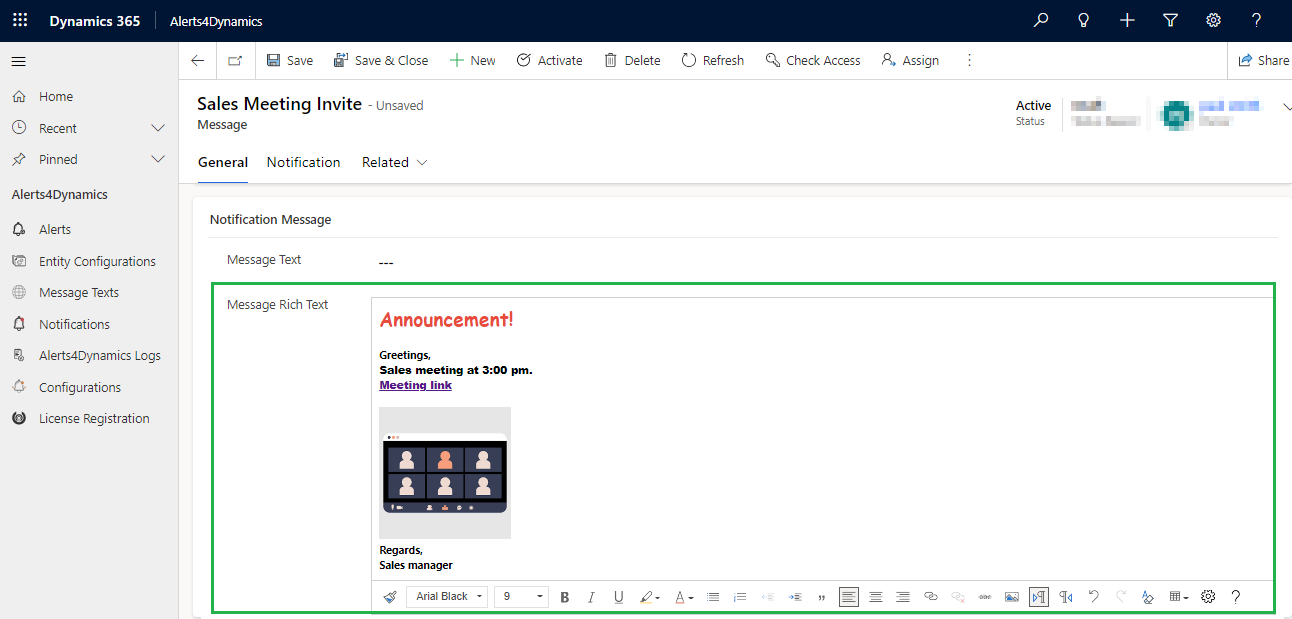 Dynamics 365 Alerts4Dynamics
Save Save & Close New Activate Delete Refresh Check Access Assign Share
Home
Recent
Pinned
Alerts4Dynamics
Alerts
Entity Configurations
Message Texts
Notifications
Alerts4Dynamics Logs
Configurations
License Registration
Sales Meeting Invite - Unsaved
Message
Active
Status
General Notification Related
Notification Message
Message Text ---
Message Rich Text
Announcement!
Greetings,
Sales meeting at 3:00 pm.
Meeting link
Regards,
Sales manager
Arial Black 9 B I U A abc